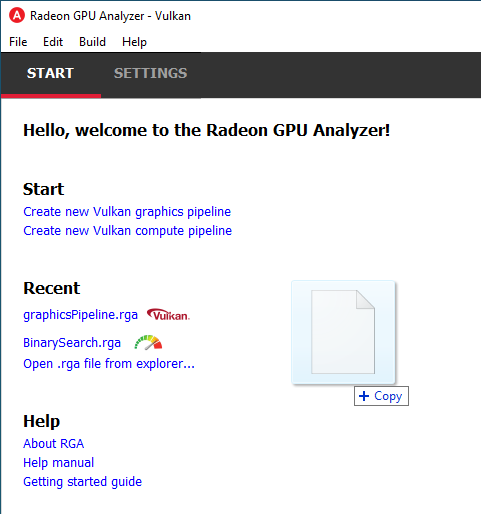 Radeon GPU Analyzer - Vulkan
File Edit Build Help
START SETTINGS
Hello, welcome to the Radeon GPU Analyzer!
Start
Create new Vulkan graphics pipeline
Create new Vulkan compute pipeline
Recent
graphicsPipeline.rga Vulkan.
BinarySearch.rga
Open .rga file from explorer...
+ Copy
Help
About RGA
Help manual
Getting started guide